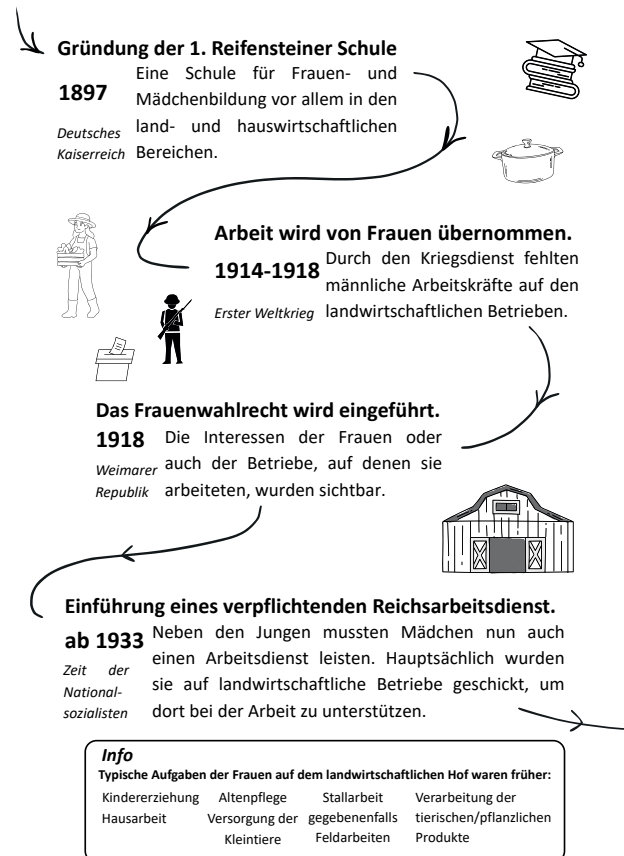 Gründung der 1. Reifensteiner Schule
1897
Deutsches
Kaiserreich
Eine Schule für Frauen- und
Mädchenbildung vor allem in den
land- und hauswirtschaftlichen
Bereichen.
Arbeit wird von Frauen übernommen.
1914-1918
Erster Weltkrieg
Durch den Kriegsdienst fehlten
männliche Arbeitskräfte auf den
landwirtschaftlichen Betrieben.
Das Frauenwahlrecht wird eingeführt.
1918
Weimarer
Republik
Die Interessen der Frauen oder
auch der Betriebe, auf denen sie
arbeiteten, wurden sichtbar.
Einführung eines verpflichtenden Reichsarbeitsdienst.
ab 1933
Zeit der
National-
sozialisten
Neben den Jungen mussten Mädchen nun auch
einen Arbeitsdienst leisten. Hauptsächlich wurden
sie auf landwirtschaftliche Betriebe geschickt, um
dort bei der Arbeit zu unterstützen.
Info
Typische Aufgaben der Frauen auf dem landwirtschaftlichen Hof waren früher:
Kindererziehung
Hausarbeit
Altenpflege
Versorgung der
Kleintiere
Stallarbeit
gegebenenfalls
Feldarbeiten
Verarbeitung der
tierischen/pflanzlichen
Produkte